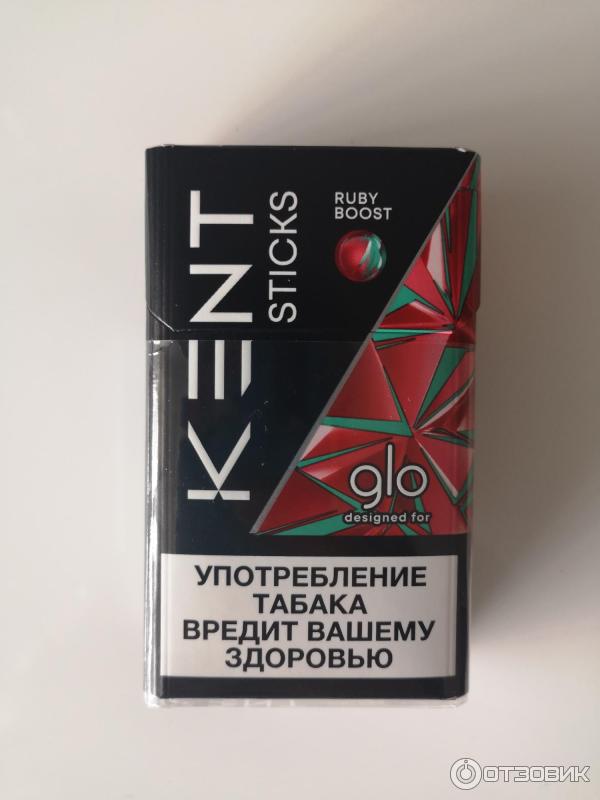 KENT
STICKS
RUBY
BOOST
glo
designed for
УПОТРЕБЛЕНИЕ
ТАБАКА
ВРЕДИТ ВАШЕМУ
ЗДОРОВЬЮ
ОТЗОВИК